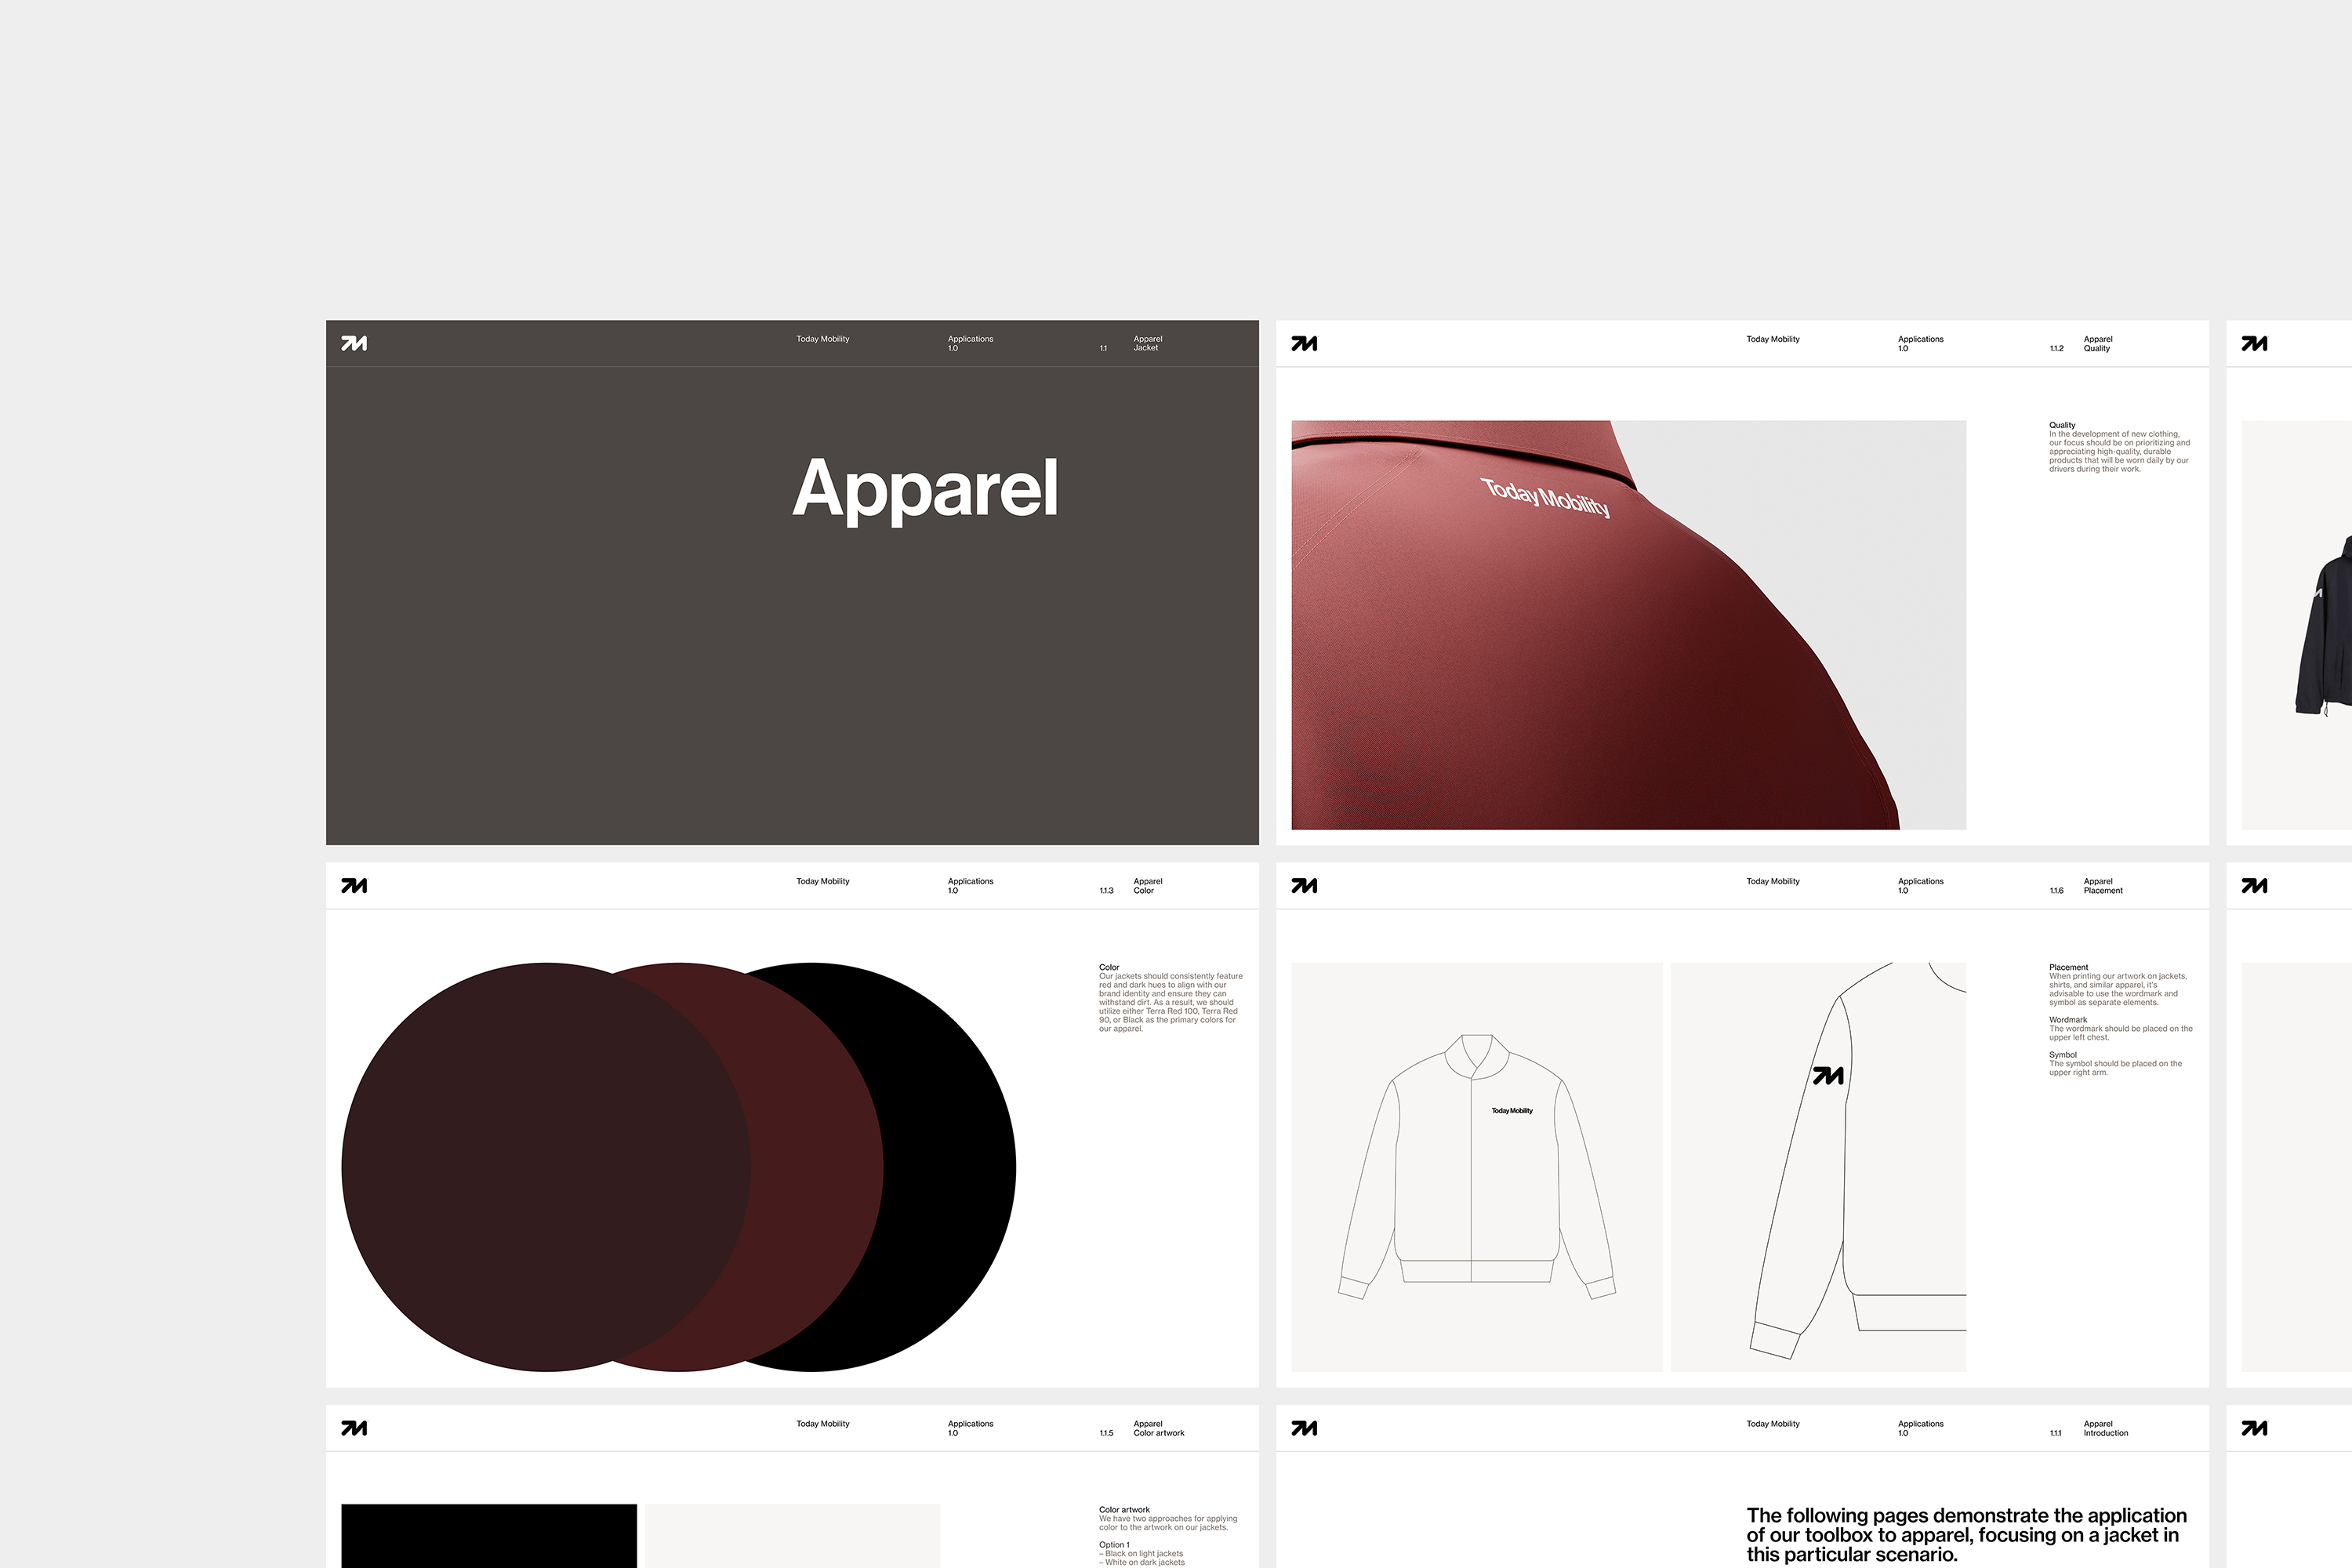 Today Mobility
Applications
1.0
1.1
Apparel
Jacket
Apparel
Today Mobility
Applications
1.0
1.1.2
Apparel
Quality
Today Mobility
Quality
In the development of new clothing,
our focus should be on prioritizing and
appreciating high-quality, durable
products that will be worn daily by our
drivers during their work.
Today Mobility
Applications
1.0
1.1.3
Apparel
Color
Color
Our jackets should consistently feature
red and dark hues to align with our
brand identity and ensure they can
withstand dirt. As a result, we should
utilize either Terra Red 100, Terra Red
90, or Black as the primary colors for
our apparel.
Today Mobility
Applications
1.0
1.1.6
Apparel
Placement
Today Mobility
Placement
When printing our artwork on jackets,
shirts, and similar apparel, it's
advisable to use the wordmark and
symbol as separate elements.
Wordmark
The wordmark should be placed on the
upper left chest.
Symbol
The symbol should be placed on the
upper right arm.
Today Mobility
Applications
1.0
1.1.5
Apparel
Color artwork
Color artwork
We have two approaches for applying
color to the artwork on our jackets.
Option 1
– Black on light jackets
– White on dark jackets
Today Mobility
Applications
1.0
1.1.1
Apparel
Introduction
The following pages demonstrate the application
of our toolbox to apparel, focusing on a jacket in
this particular scenario.